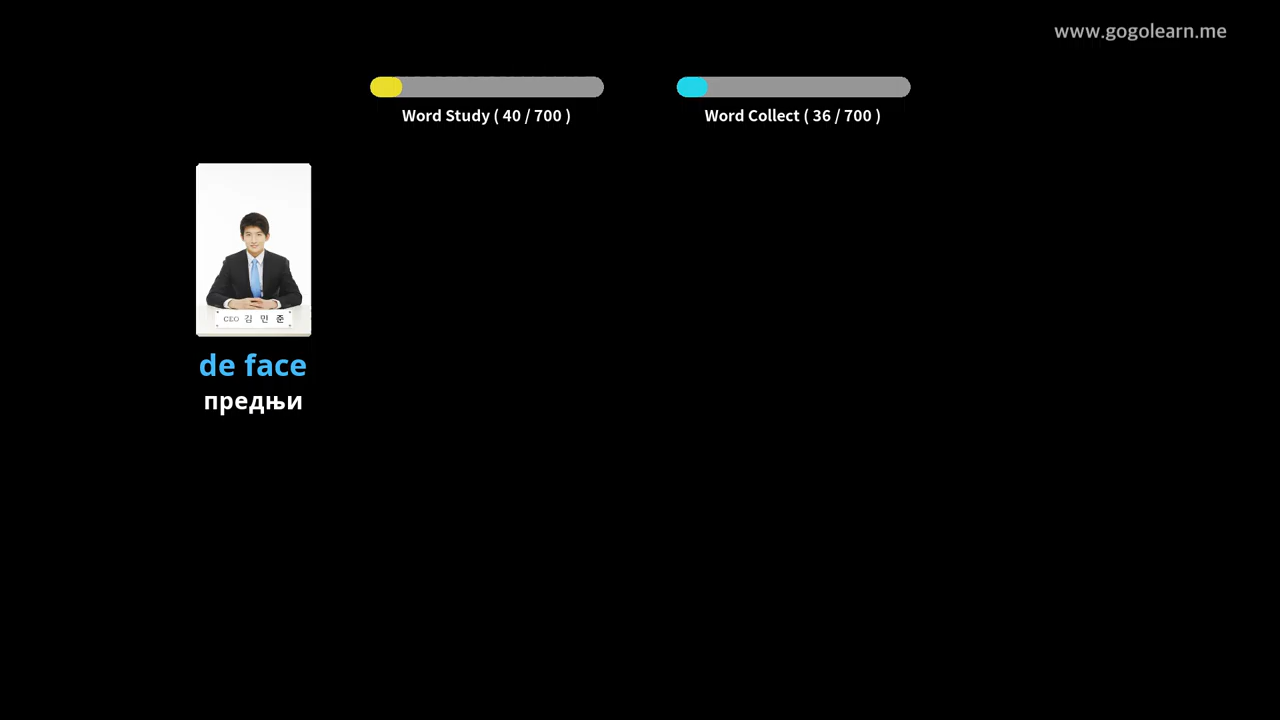 www.gogolearn.me
Word Study ( 40 / 700 )
Word Collect ( 36 / 700 )
CEO 김 민 준
de face
предњи